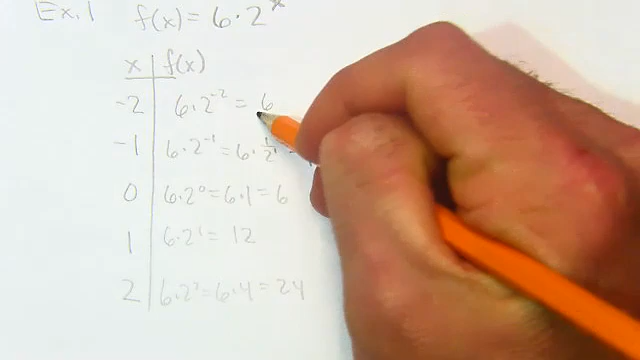 Ex.1 f(x) = 6·2^x
x f(x)
-2 6·2^-2 = 6
-1 6·2^-1 = 6·1/2
0 6·2^0 = 6·1 = 6
1 6·2^1 = 12
2 6·2^2 = 6·4 = 24